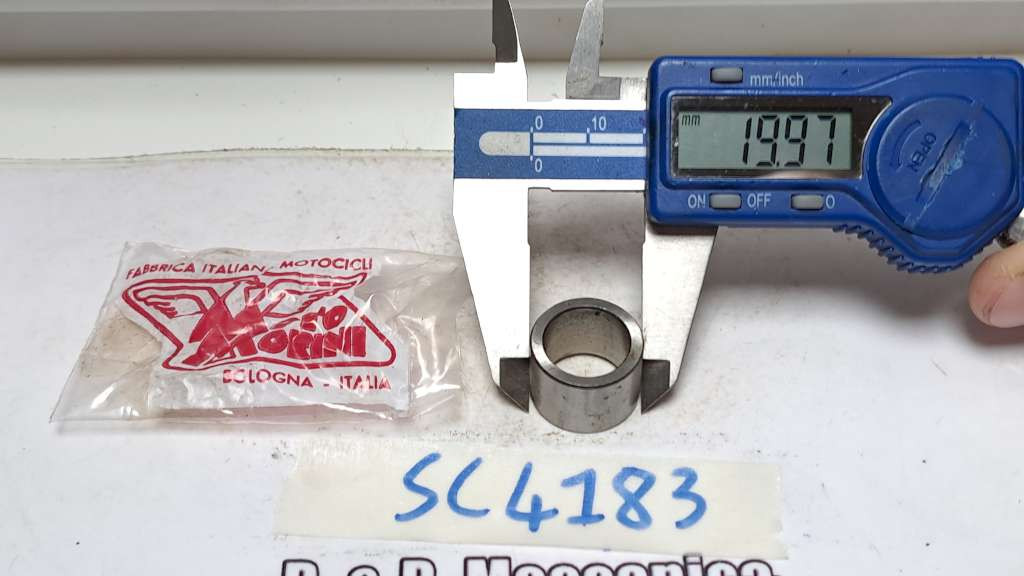 FABBRICA ITALIANA MOTOCICLI
MORINI
BOLOGNA - ITALIA
mm/inch
mm
19.97
0 10
0
ON OFF 0
OPEN
SC4183